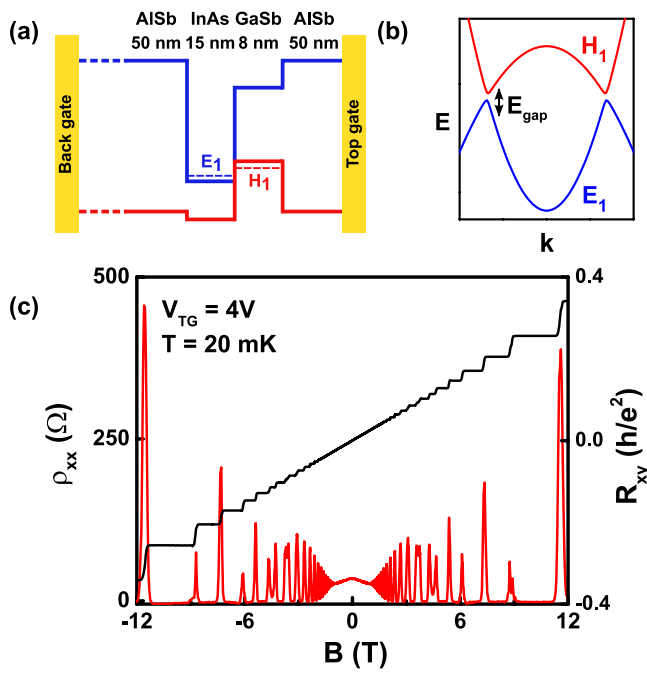 (a)
AlSb InAs GaSb AlSb
50 nm 15 nm 8 nm 50 nm
Back gate
E1
H1
Top gate
(b)
H1
E
Egap
E1
k
(c)
500
250
0
ρxx (Ω)
VTG = 4V
T = 20 mK
0.4
0.0
-0.4
Rxy (h/e²)
-12 -6 0 6 12
B (T)